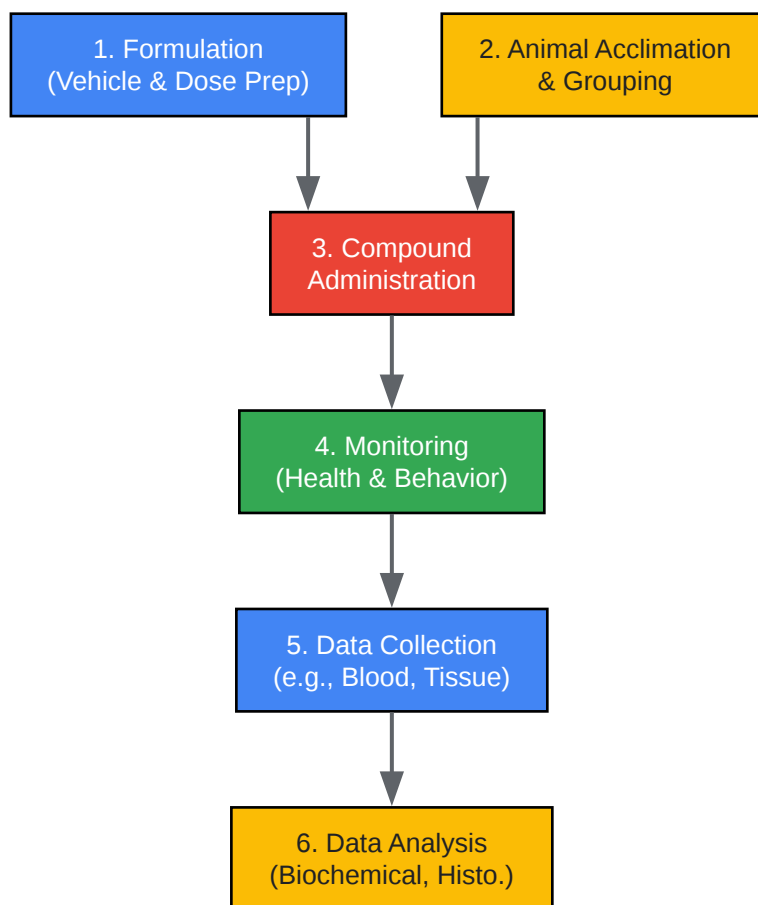 1. Formulation
(Vehicle & Dose Prep)
2. Animal Acclimation
& Grouping
3. Compound
Administration
4. Monitoring
(Health & Behavior)
5. Data Collection
(e.g., Blood, Tissue)
6. Data Analysis
(Biochemical, Histo.)